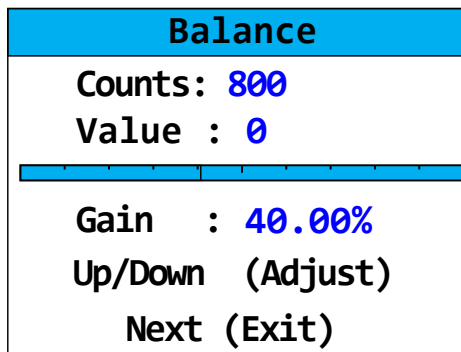 Balance
Counts: 800
Value : 0
Gain : 40.00%
Up/Down (Adjust)
Next (Exit)